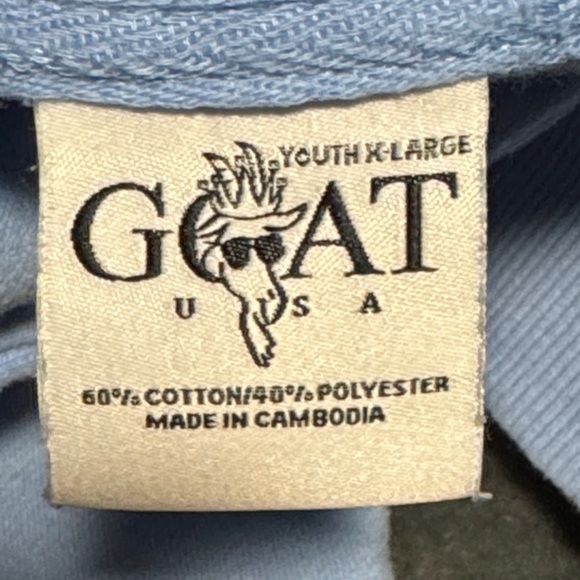 YOUTH X-LARGE
GOAT
U S A
60% COTTON/40% POLYESTER
MADE IN CAMBODIA